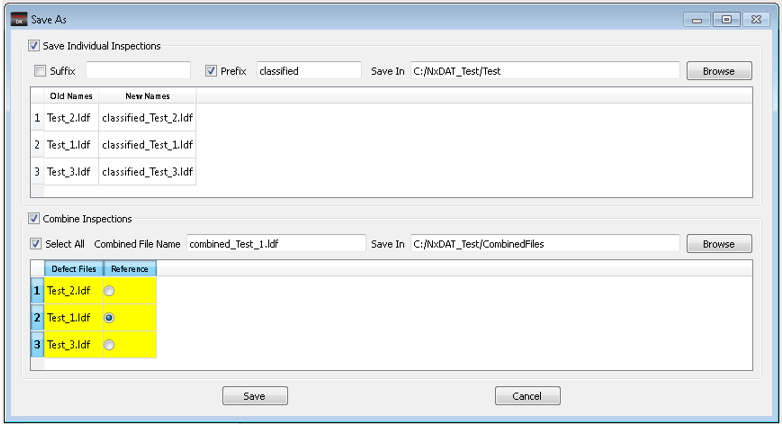 Save As
Save Individual Inspections
Suffix Prefix classified Save In C:/NxDAT_Test/Test Browse
Old Names New Names
1 Test_2.ldf classified_Test_2.ldf
2 Test_1.ldf classified_Test_1.ldf
3 Test_3.ldf classified_Test_3.ldf
Combine Inspections
Select All Combined File Name combined_Test_1.ldf Save In C:/NxDAT_Test/CombinedFiles Browse
Defect Files Reference
1 Test_2.ldf
2 Test_1.ldf
3 Test_3.ldf
Save Cancel